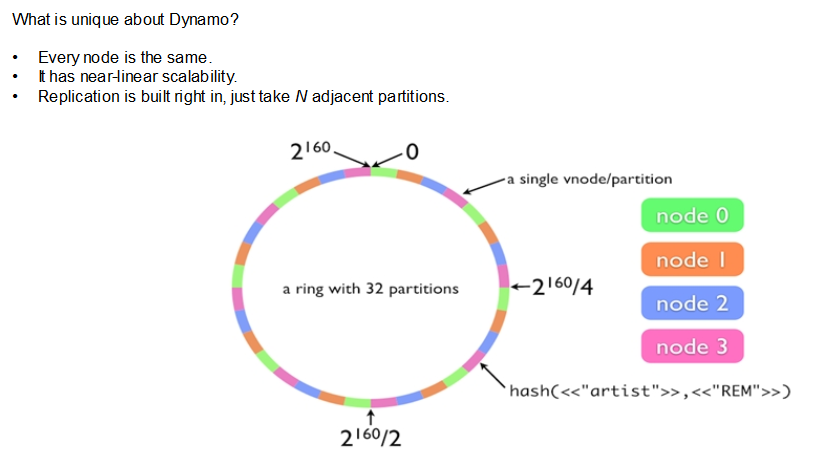 What is unique about Dynamo?
• Every node is the same.
• It has near-linear scalability.
• Replication is built right in, just take N adjacent partitions.
2¹⁶⁰
0
a single vnode/partition
node 0
node 1
a ring with 32 partitions
2¹⁶⁰/4
node 2
node 3
hash(<<"artist">>,<<"REM">>)
2¹⁶⁰/2